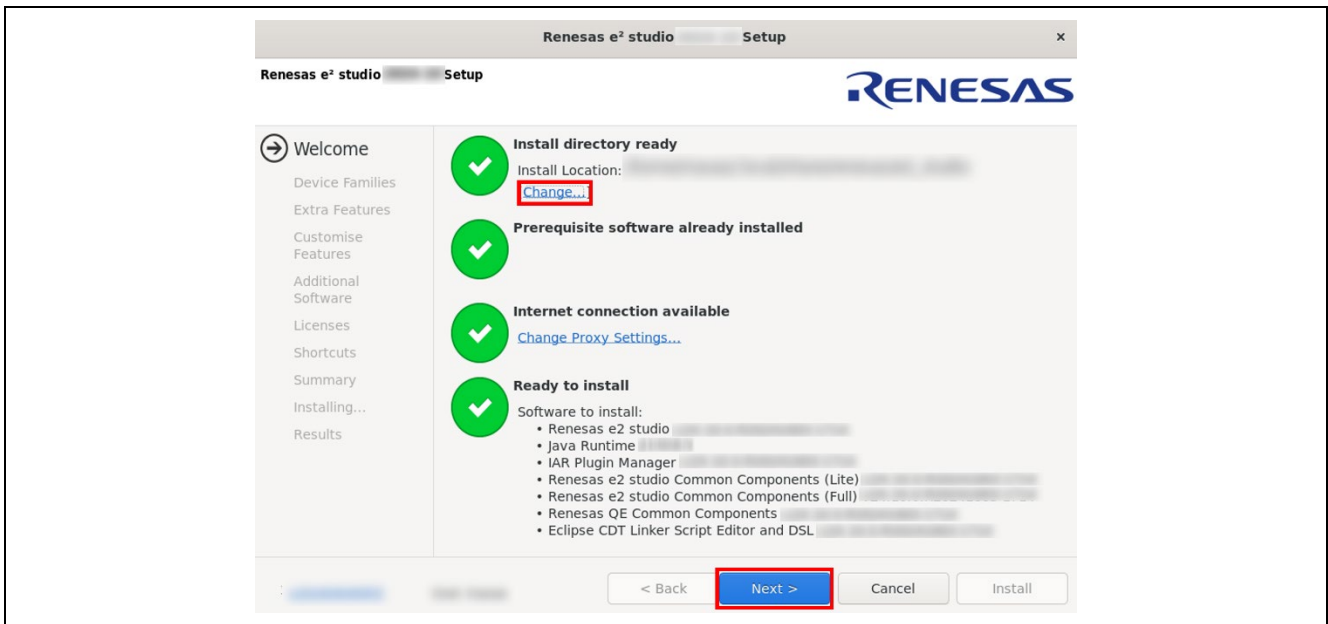 Renesas e² studio Setup
×
Renesas e² studio Setup
RENESAS
Welcome
Device Families
Extra Features
Customise
Features
Additional
Software
Licenses
Shortcuts
Summary
Installing...
Results
Install directory ready
Install Location:
Change...
Prerequisite software already installed
Internet connection available
Change Proxy Settings...
Ready to install
Software to install:
• Renesas e2 studio
• Java Runtime
• IAR Plugin Manager
• Renesas e2 studio Common Components (Lite)
• Renesas e2 studio Common Components (Full)
• Renesas QE Common Components
• Eclipse CDT Linker Script Editor and DSL
< Back
Next >
Cancel
Install